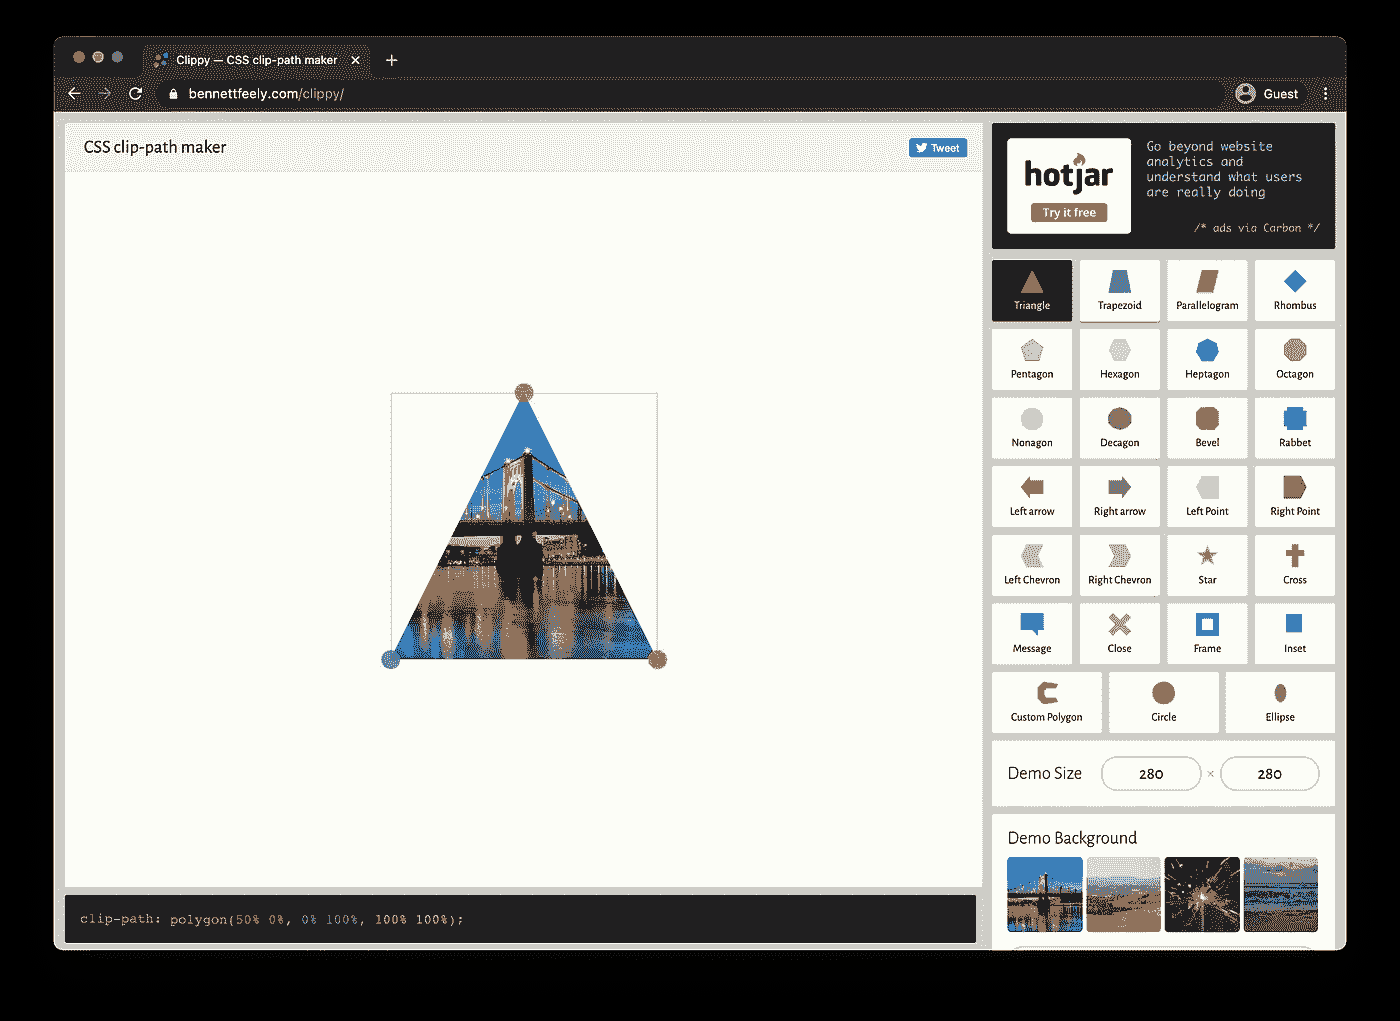 Clippy — CSS clip-path maker
bennettfeely.com/clippy/
Guest
CSS clip-path maker
Tweet
hotjar
Try it free
Go beyond website
analytics and
understand what users
are really doing
/* ads via Carbon */
Triangle
Trapezoid
Parallelogram
Rhombus
Pentagon
Hexagon
Heptagon
Octagon
Nonagon
Decagon
Bevel
Rabbet
Left arrow
Right arrow
Left Point
Right Point
Left Chevron
Right Chevron
Star
Cross
Message
Close
Frame
Inset
Custom Polygon
Circle
Ellipse
Demo Size
280
×
280
Demo Background
clip-path: polygon(50% 0%, 0% 100%, 100% 100%);